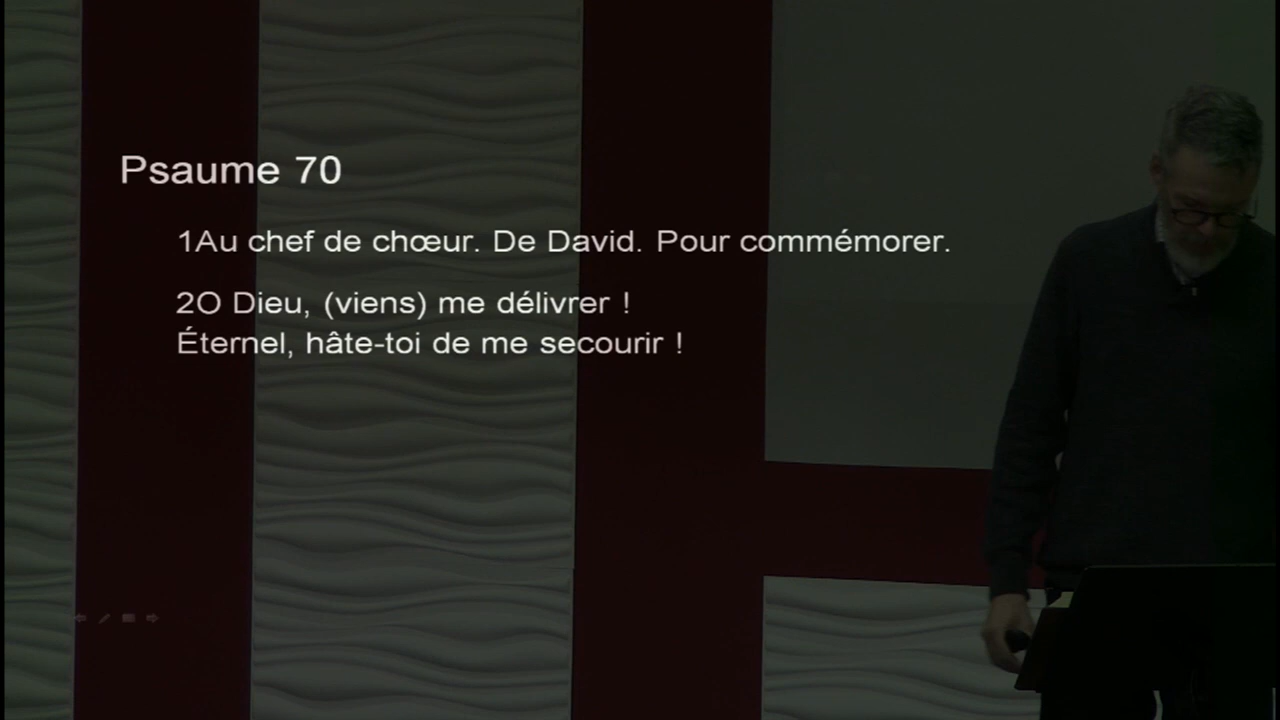 Psaume 70
1Au chef de chœur. De David. Pour commémorer.
2O Dieu, (viens) me délivrer !
Éternel, hâte-toi de me secourir !